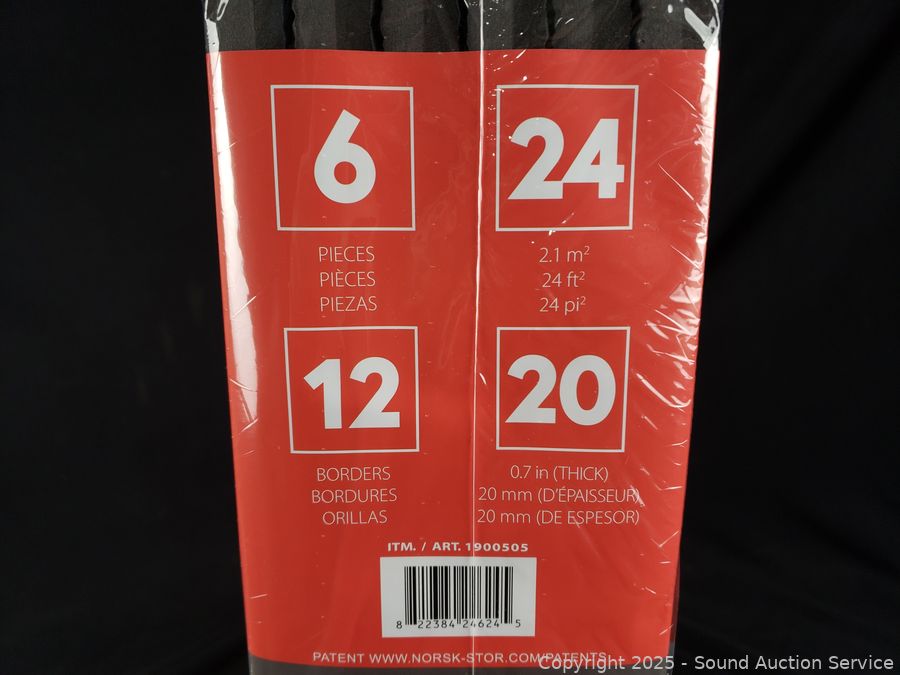 6
PIECES
PIÈCES
PIEZAS
24
2.1 m²
24 ft²
24 pi²
12
BORDERS
BORDURES
ORILLAS
20
0.7 in (THICK)
20 mm (D'ÉPAISSEUR)
20 mm (DE ESPESOR)
ITM. / ART. 1900505
8 22384 24624 5
PATENT WWW.NORSK-STOR.COM/PATENTS
Copyright 2025 - Sound Auction Service